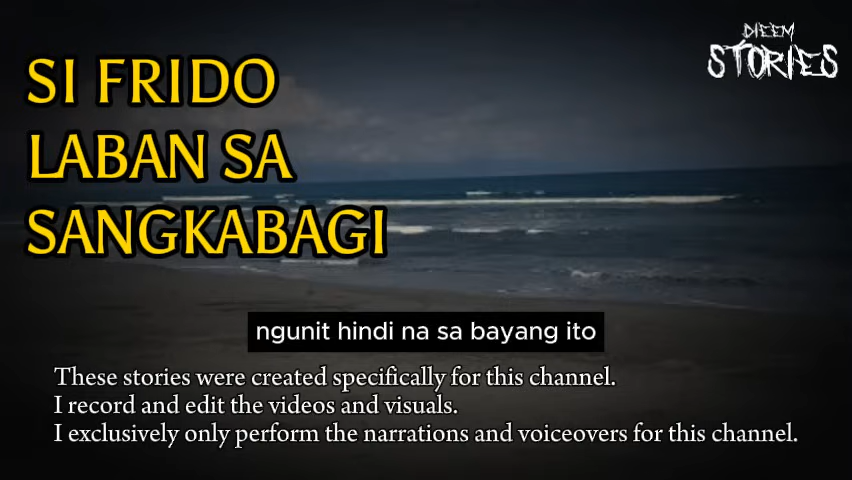 DIEEM
STORIES
SI FRIDO
LABAN SA
SANGKABAGI
ngunit hindi na sa bayang ito
These stories were created specifically for this channel.
I record and edit the videos and visuals.
I exclusively only perform the narrations and voiceovers for this channel.